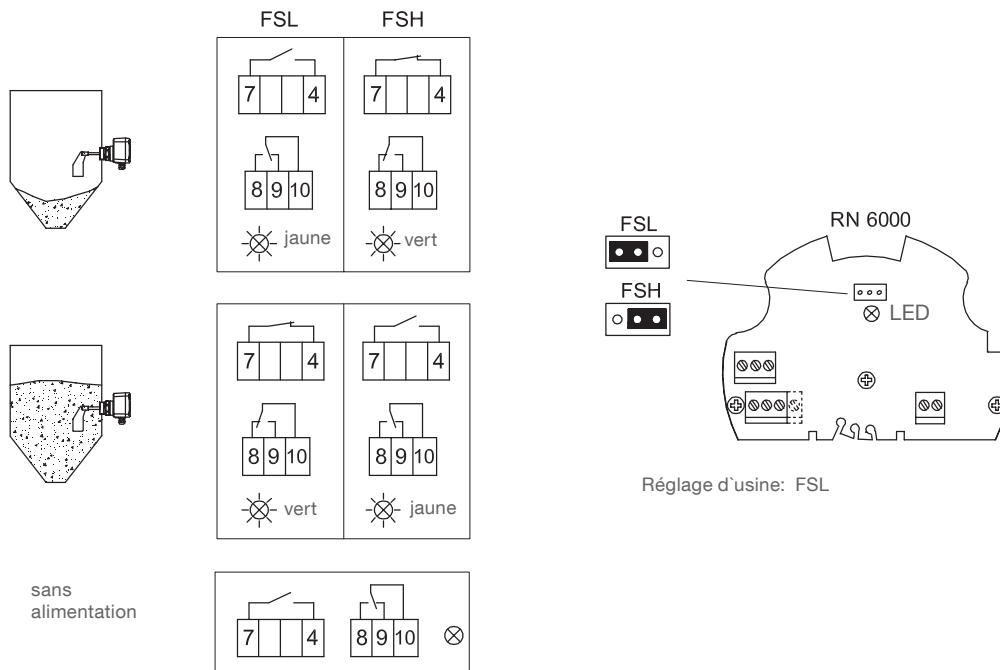 FSL FSH
7 4 7 4
8 9 10 8 9 10
jaune vert
7 4 7 4
8 9 10 8 9 10
vert jaune
sans
alimentation
7 4 8 9 10
RN 6000
FSL
FSH
LED
Réglage d`usine: FSL